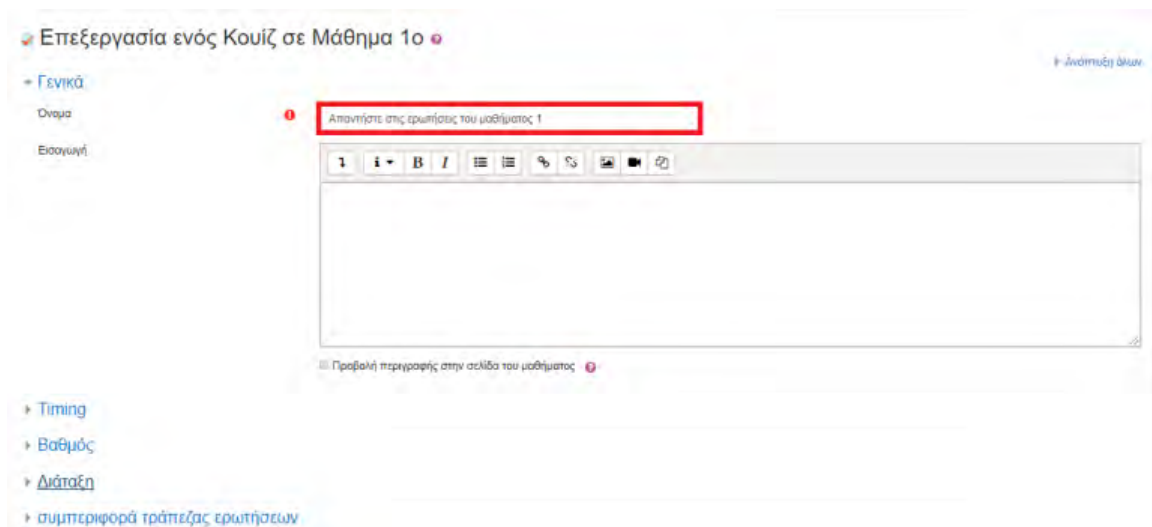 Επεξεργασία ενός Κουίζ σε Μάθημα 1ο
Ανάπτυξη όλων
Γενικά
Όνομα
Απαντήστε στις ερωτήσεις του μαθήματος 1
Εισαγωγή
i B I
Προβολή περιγραφής στην σελίδα του μαθήματος
Timing
Βαθμός
Διάταξη
συμπεριφορά τράπεζας ερωτήσεων